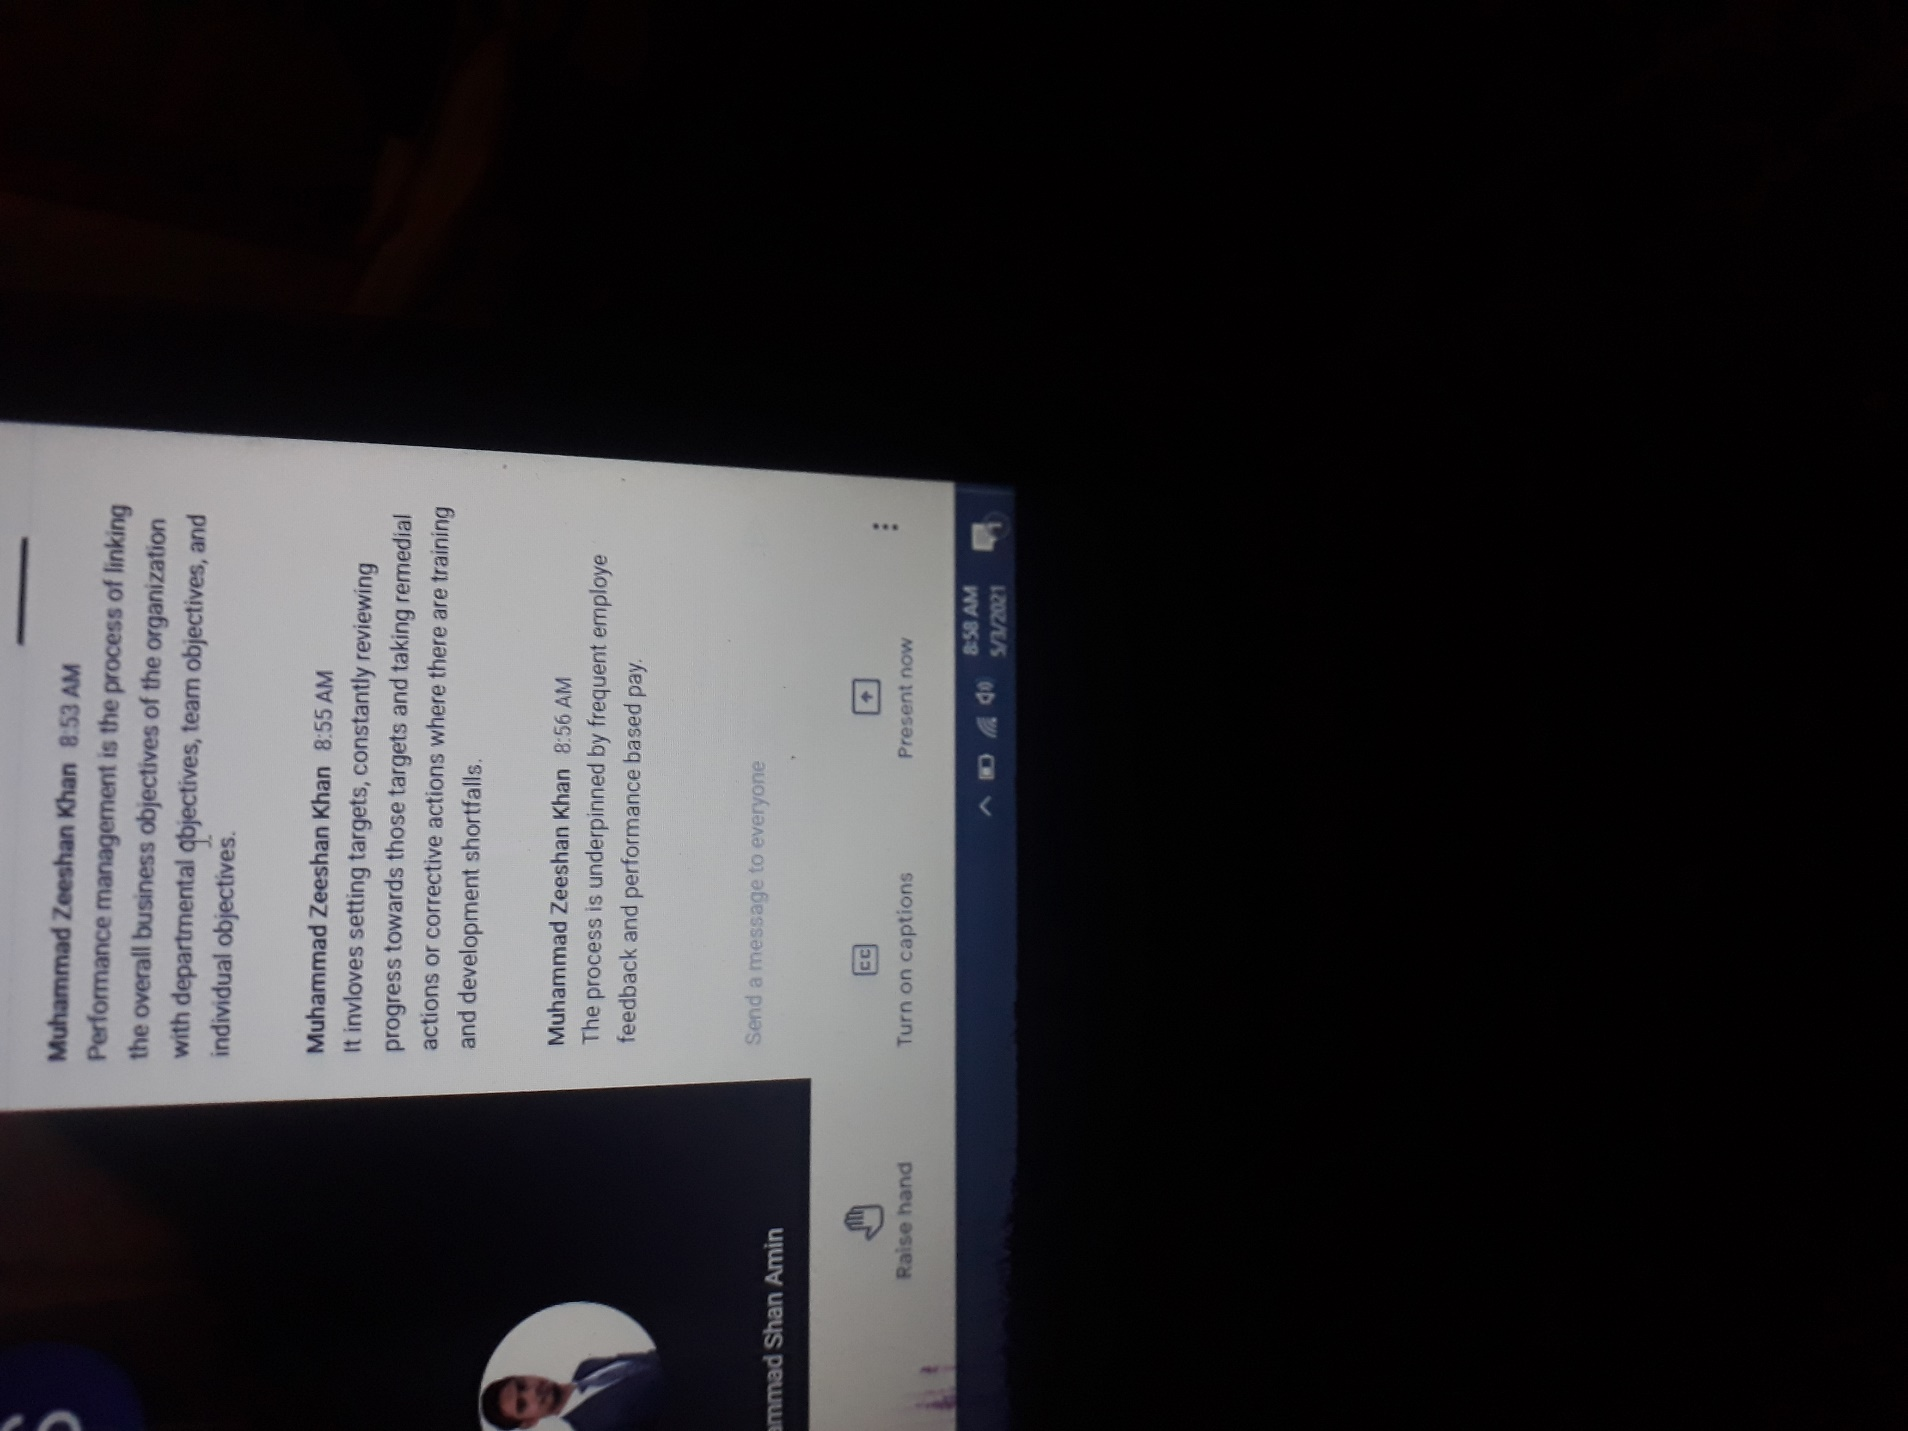 Muhammad Zeeshan Khan 8:53 AM
Performance management is the process of linking
the overall business objectives of the organization
with departmental objectives, team objectives, and
individual objectives.
Muhammad Zeeshan Khan 8:55 AM
It invloves setting targets, constantly reviewing
progress towards those targets and taking remedial
actions or corrective actions where there are training
and development shortfalls.
Muhammad Zeeshan Khan 8:56 AM
The process is underpinned by frequent employe
feedback and performance based pay.
Send a message to everyone
ammad Shan Amin
Raise hand
CC
Turn on captions
Present now
8:58 AM
5/3/2021